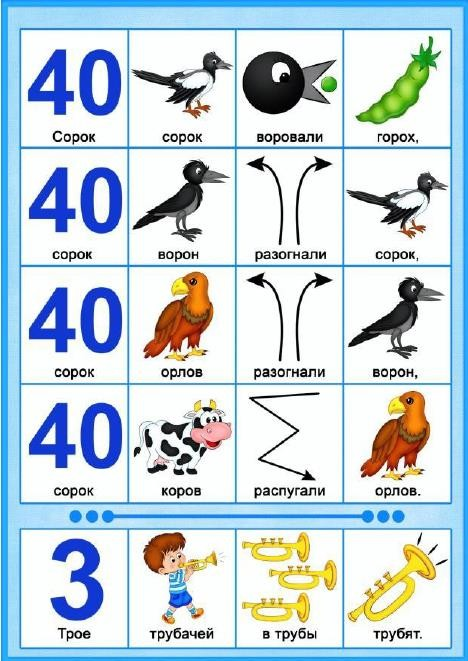 40
Сорок сорок воровали горох,
40
сорок ворон разогнали сорок,
40
сорок орлов разогнали ворон,
40
сорок коров распугали орлов.
3
Трое трубачей в трубы трубят.